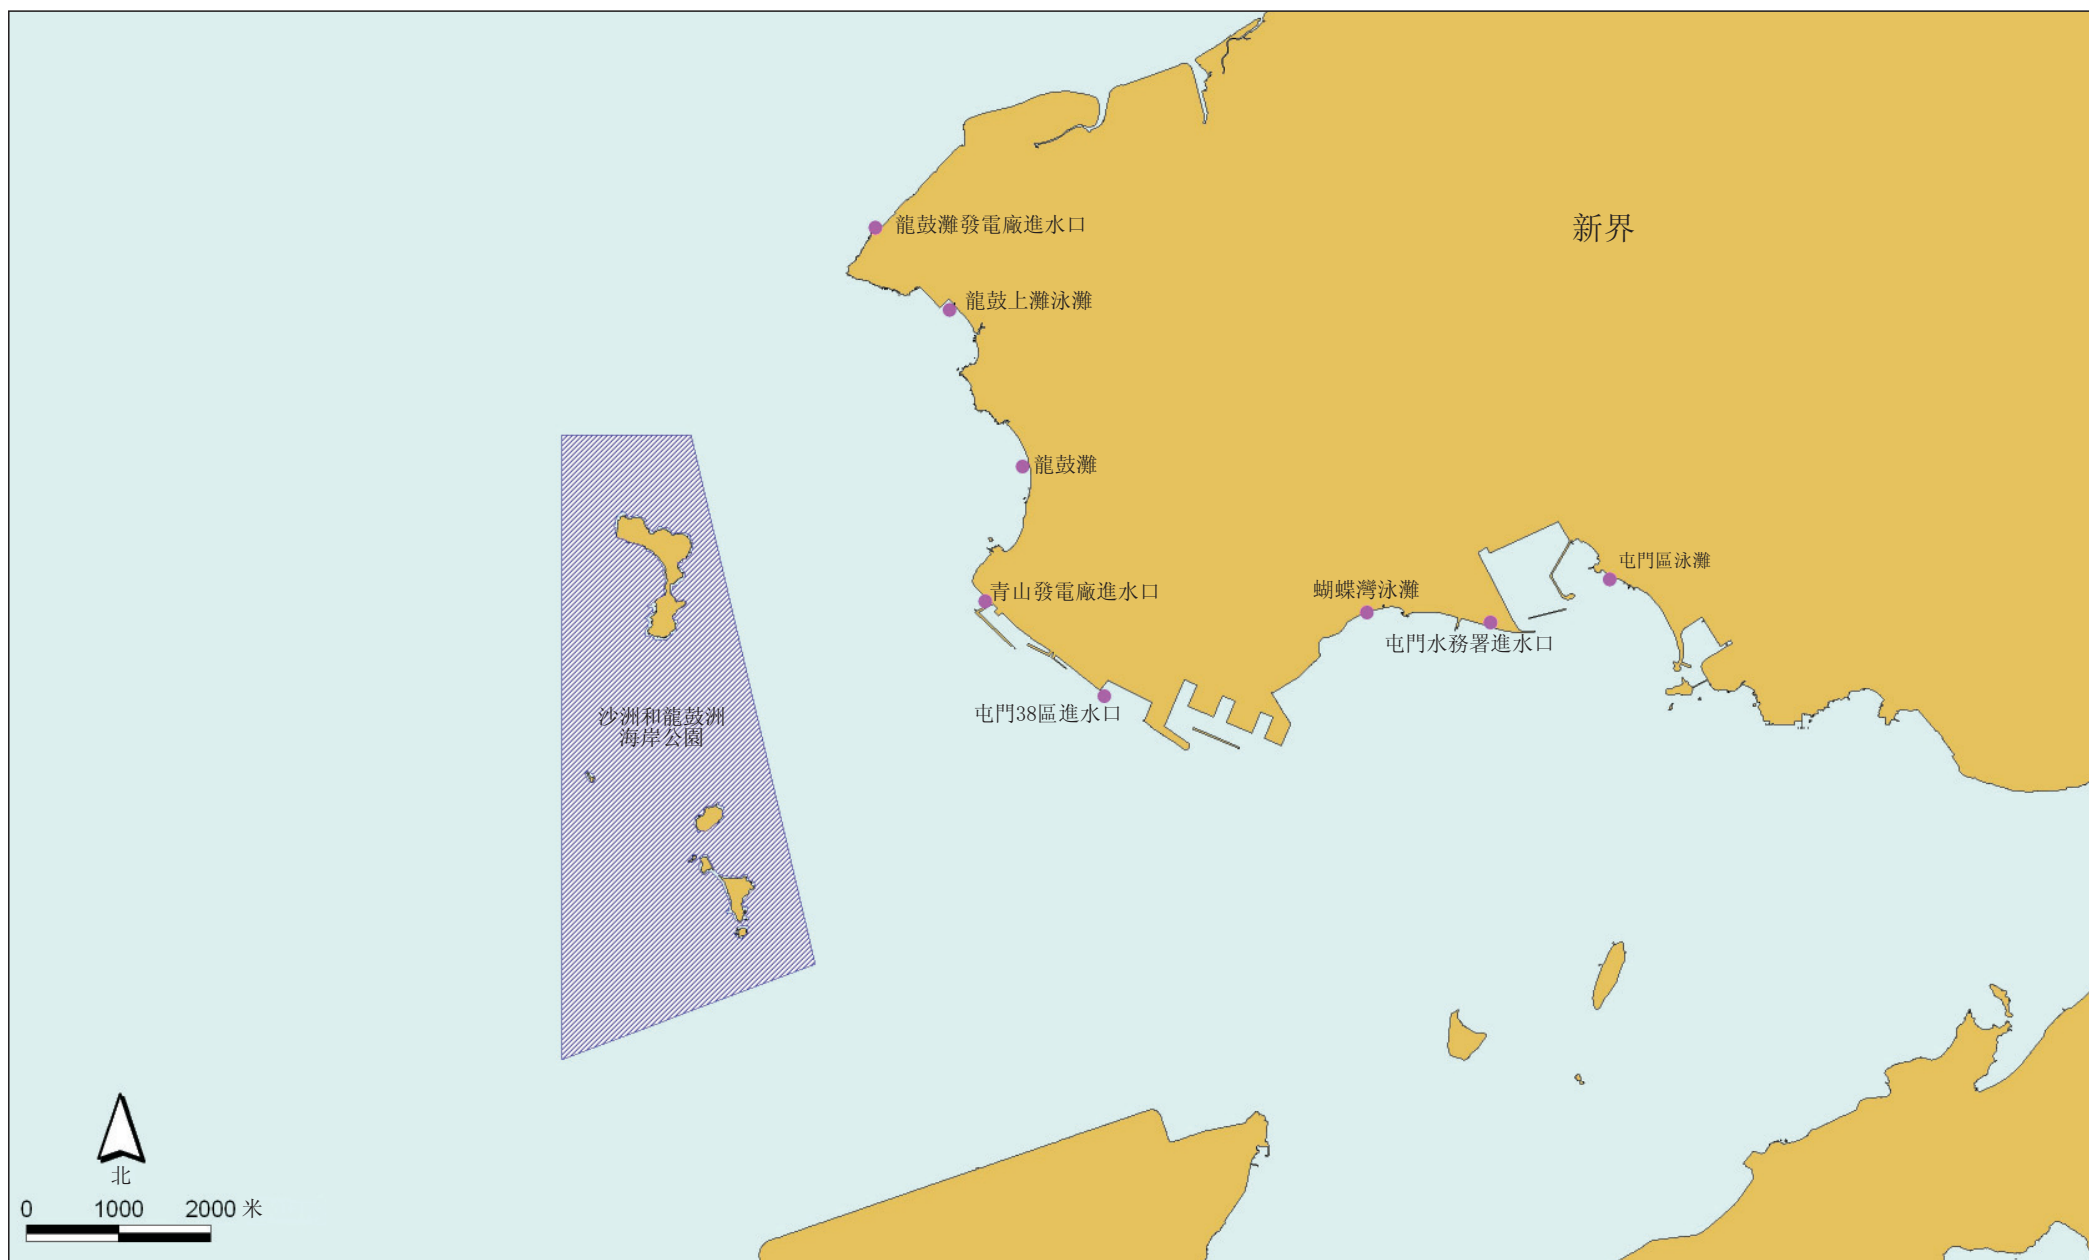 新界
龍鼓灘發電廠進水口
龍鼓上灘泳灘
龍鼓灘
屯門區泳灘
青山發電廠進水口
蝴蝶灣泳灘
屯門水務署進水口
屯門38區進水口
沙洲和龍鼓洲
海岸公園
北
0 1000 2000 米